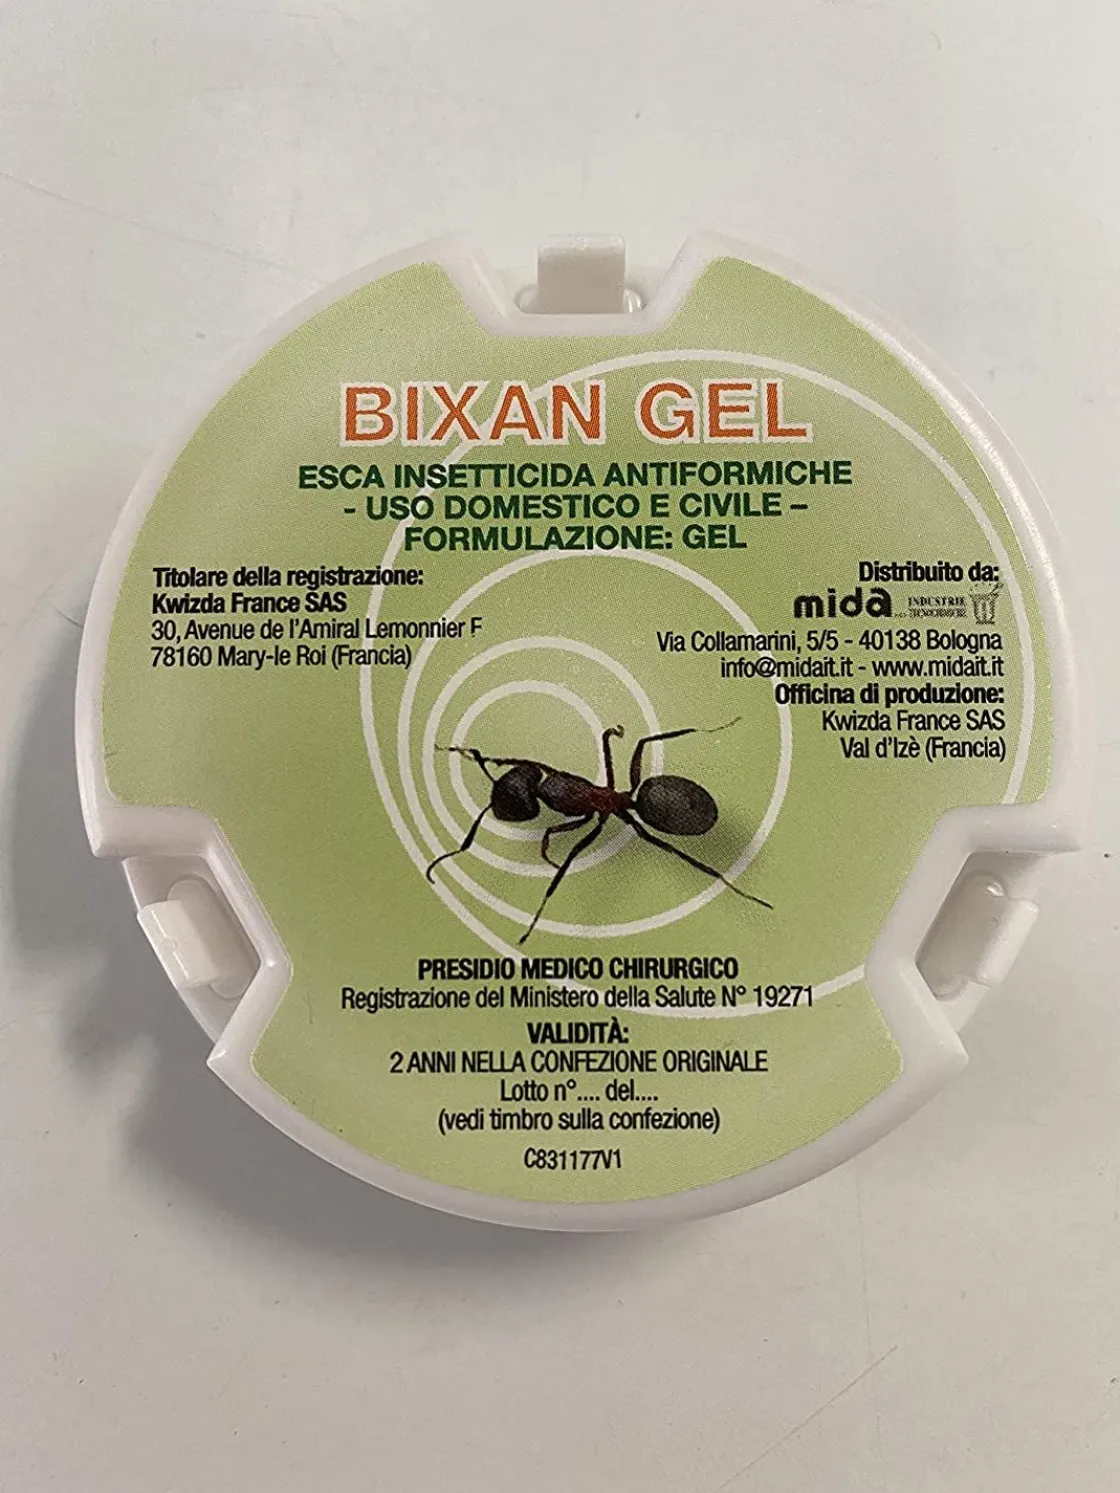 BIXAN GEL
ESCA INSETTICIDA ANTIFORMICHE
- USO DOMESTICO E CIVILE –
FORMULAZIONE: GEL
Titolare della registrazione:
Kwizda France SAS
30, Avenue de l'Amiral Lemonnier F
78160 Mary-le Roi (Francia)
Distribuito da:
mida INDUSTRIE
Via Collamarini, 5/5 - 40138 Bologna
info@midait.it - www.midait.it
Officina di produzione:
Kwizda France SAS
Val d'Izè (Francia)
PRESIDIO MEDICO CHIRURGICO
Registrazione del Ministero della Salute N° 19271
VALIDITÀ:
2 ANNI NELLA CONFEZIONE ORIGINALE
Lotto n°.... del....
(vedi timbro sulla confezione)
C831177V1